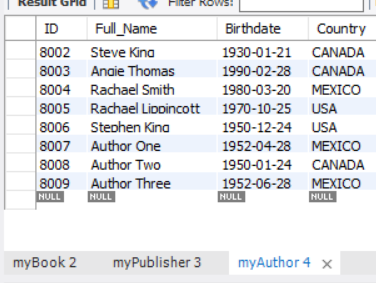 Result Grid Filter Rows:
ID Full_Name Birthdate Country
8002 Steve King 1930-01-21 CANADA
8003 Angie Thomas 1990-02-28 CANADA
8004 Rachael Smith 1980-03-20 MEXICO
8005 Rachael Lippincott 1970-10-25 USA
8006 Stephen King 1950-12-24 USA
8007 Author One 1952-04-28 MEXICO
8008 Author Two 1950-01-24 CANADA
8009 Author Three 1952-06-28 MEXICO
NULL NULL NULL NULL
myBook 2 myPublisher 3 myAuthor 4